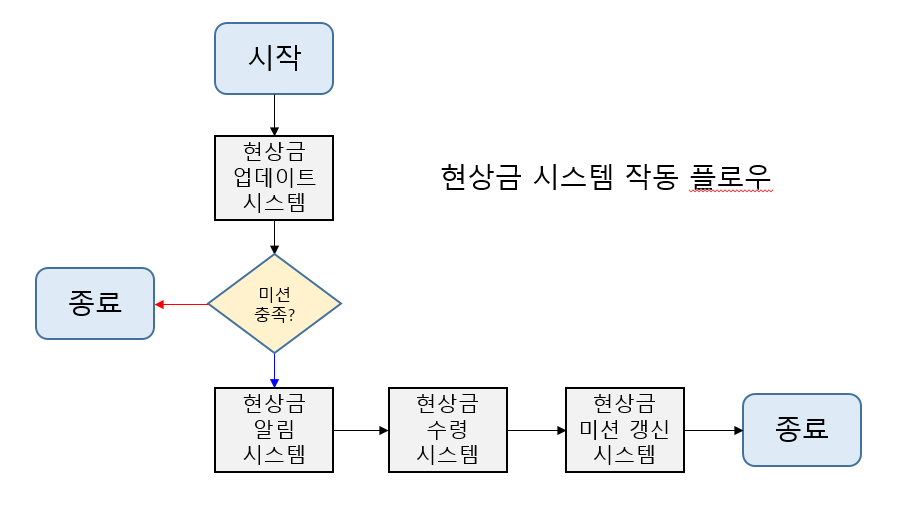 시작
현상금
업데이트
시스템
현상금 시스템 작동 플로우
미션
충족?
종료
현상금
알림
시스템
현상금
수령
시스템
현상금
미션 갱신
시스템
종료